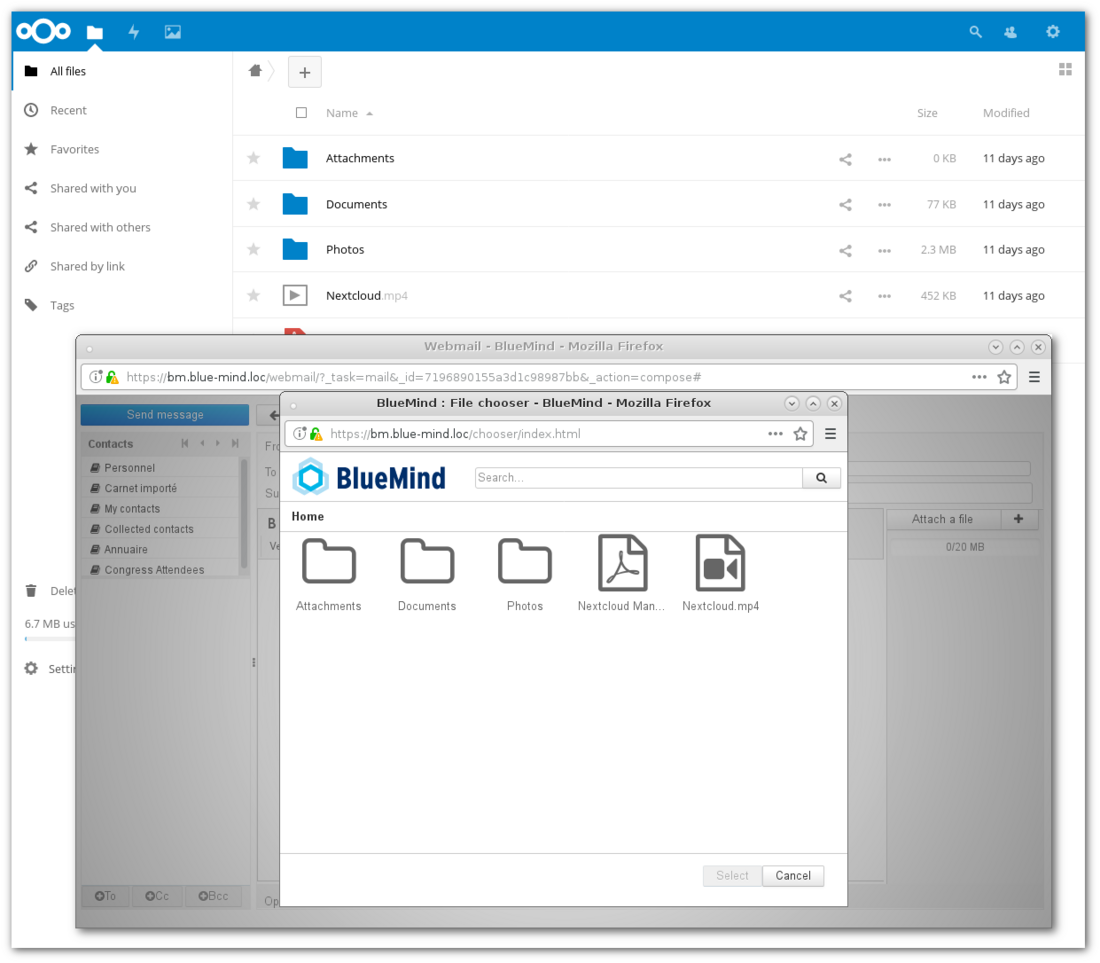 All files
Recent
Favorites
Shared with you
Shared with others
Shared by link
Tags
Name Size Modified
Attachments 0 KB 11 days ago
Documents 77 KB 11 days ago
Photos 2.3 MB 11 days ago
Nextcloud.mp4 452 KB 11 days ago
Delet
6.7 MB us
Settin
Webmail - BlueMind - Mozilla Firefox
https://bm.blue-mind.loc/webmail/?_task=mail&_id=7196890155a3d1c98987bb&_action=compose#
Send message
Contacts
Personnel
Carnet importé
My contacts
Collected contacts
Annuaire
Congress Attendees
To Cc Bcc
Fro
To
Su
B
Ve
Op
Attach a file
0/20 MB
BlueMind : File chooser - BlueMind - Mozilla Firefox
https://bm.blue-mind.loc/chooser/index.html
BlueMind Search...
Home
Attachments Documents Photos Nextcloud Man... Nextcloud.mp4
Select Cancel